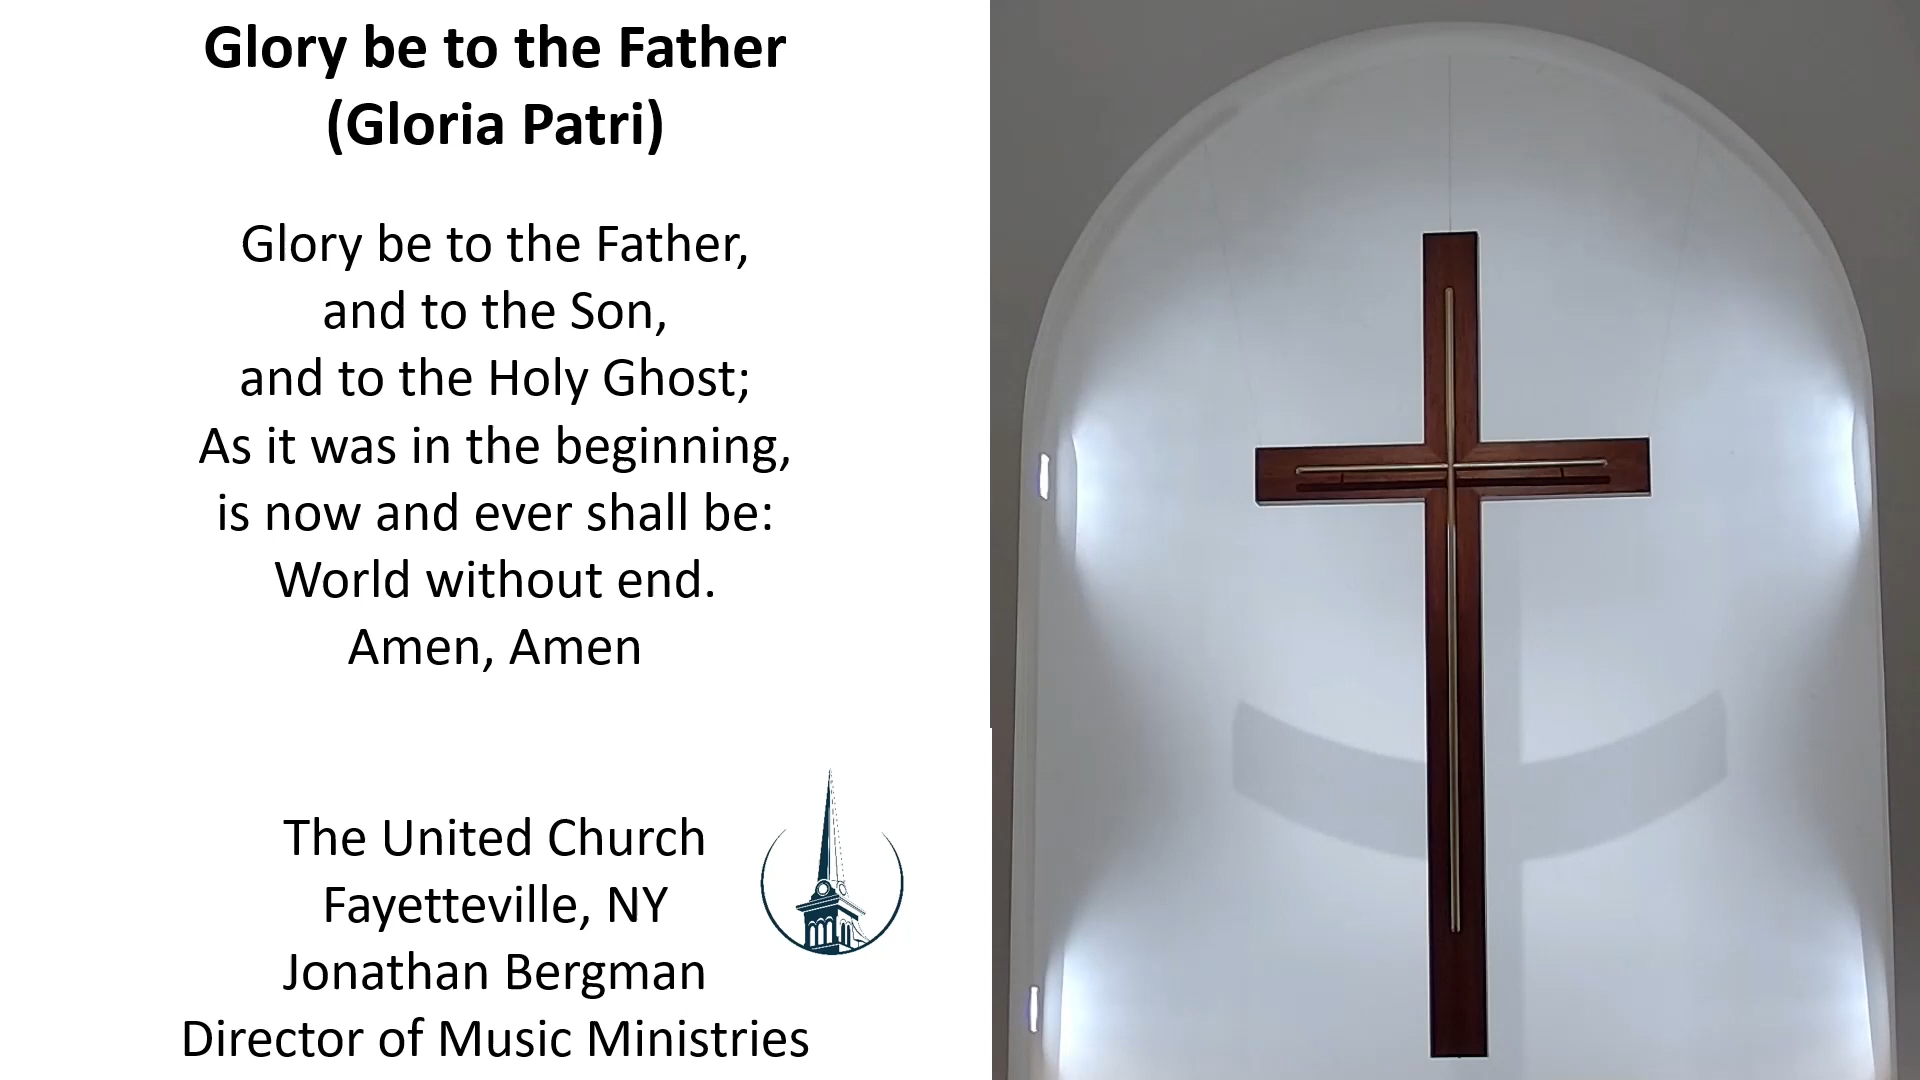 Glory be to the Father
(Gloria Patri)
Glory be to the Father,
and to the Son,
and to the Holy Ghost;
As it was in the beginning,
is now and ever shall be:
World without end.
Amen, Amen
The United Church
Fayetteville, NY
Jonathan Bergman
Director of Music Ministries